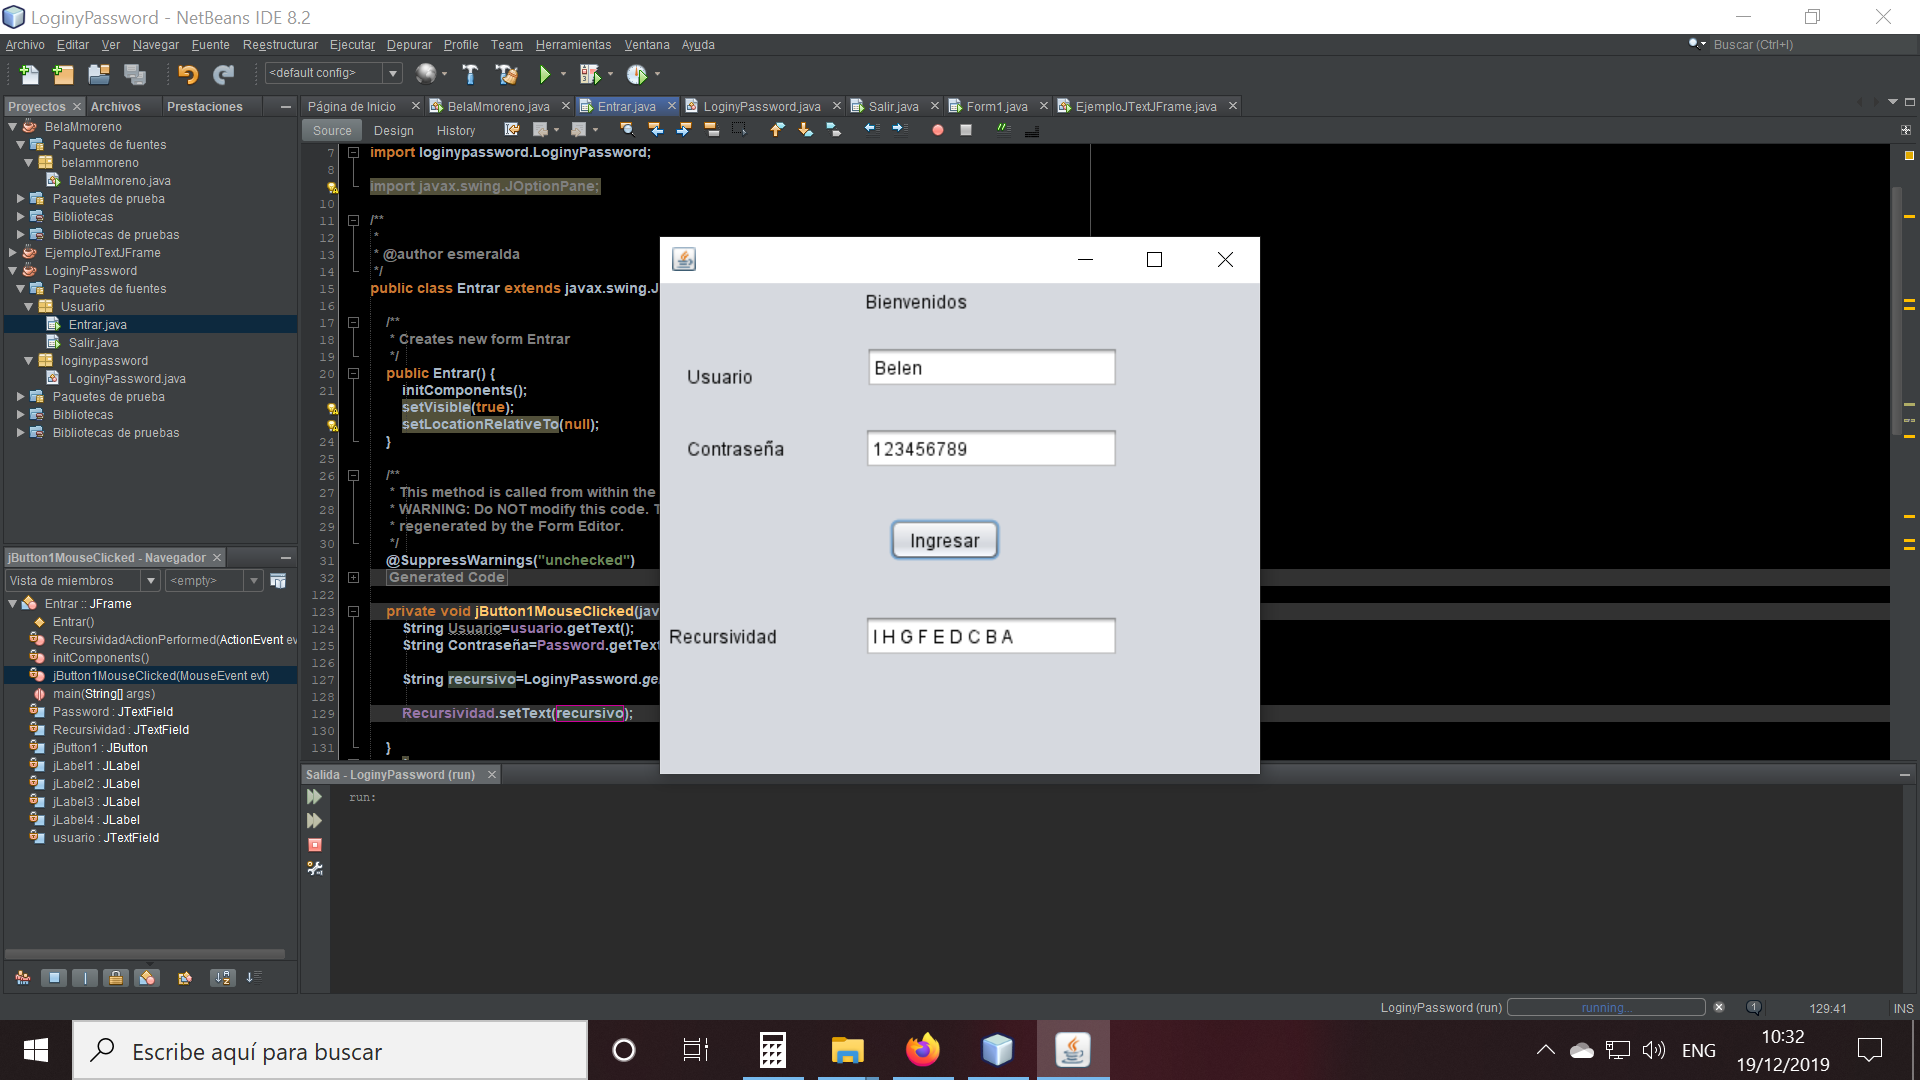 LoginyPassword - NetBeans IDE 8.2
Archivo Editar Ver Navegar Fuente Reestructurar Ejecutar Depurar Profile Team Herramientas Ventana Ayuda
Buscar (Ctrl+I)
<default config>
Proyectos Archivos Prestaciones
Página de Inicio BelaMmoreno.java Entrar.java LoginyPassword.java Salir.java Form1.java EjemploJTextJFrame.java
Source Design History
BelaMmoreno
Paquetes de fuentes
belammoreno
BelaMmoreno.java
Paquetes de prueba
Bibliotecas
Bibliotecas de pruebas
EjemploJTextJFrame
LoginyPassword
Paquetes de fuentes
Usuario
Entrar.java
Salir.java
loginypassword
LoginyPassword.java
Paquetes de prueba
Bibliotecas
Bibliotecas de pruebas
7 import loginypassword.LoginyPassword;
8
import javax.swing.JOptionPane;
10
11 /**
12 *
13 * @author esmeralda
14 */
15 public class Entrar extends javax.swing.J
16
17 /**
18 * Creates new form Entrar
19 */
20 public Entrar() {
21 initComponents();
setVisible(true);
setLocationRelativeTo(null);
24 }
25
26 /**
27 * This method is called from within the
28 * WARNING: Do NOT modify this code. T
29 * regenerated by the Form Editor.
30 */
31 @SuppressWarnings("unchecked")
32 Generated Code
122
123 private void jButton1MouseClicked(jav
124 String Usuario=usuario.getText();
125 String Contraseña=Password.getText
126
127 String recursivo=LoginyPassword.ge
128
129 Recursividad.setText(recursivo);
130
131 }
Bienvenidos
Usuario Belen
Contraseña 123456789
Ingresar
Recursividad I H G F E D C B A
jButton1MouseClicked - Navegador
Vista de miembros <empty>
Entrar :: JFrame
Entrar()
RecursividadActionPerformed(ActionEvent ev
initComponents()
jButton1MouseClicked(MouseEvent evt)
main(String[] args)
Password : JTextField
Recursividad : JTextField
jButton1 : JButton
jLabel1 : JLabel
jLabel2 : JLabel
jLabel3 : JLabel
jLabel4 : JLabel
usuario : JTextField
Salida - LoginyPassword (run)
run:
LoginyPassword (run) running... 1 129:41 INS
Escribe aquí para buscar
ENG
10:32
19/12/2019